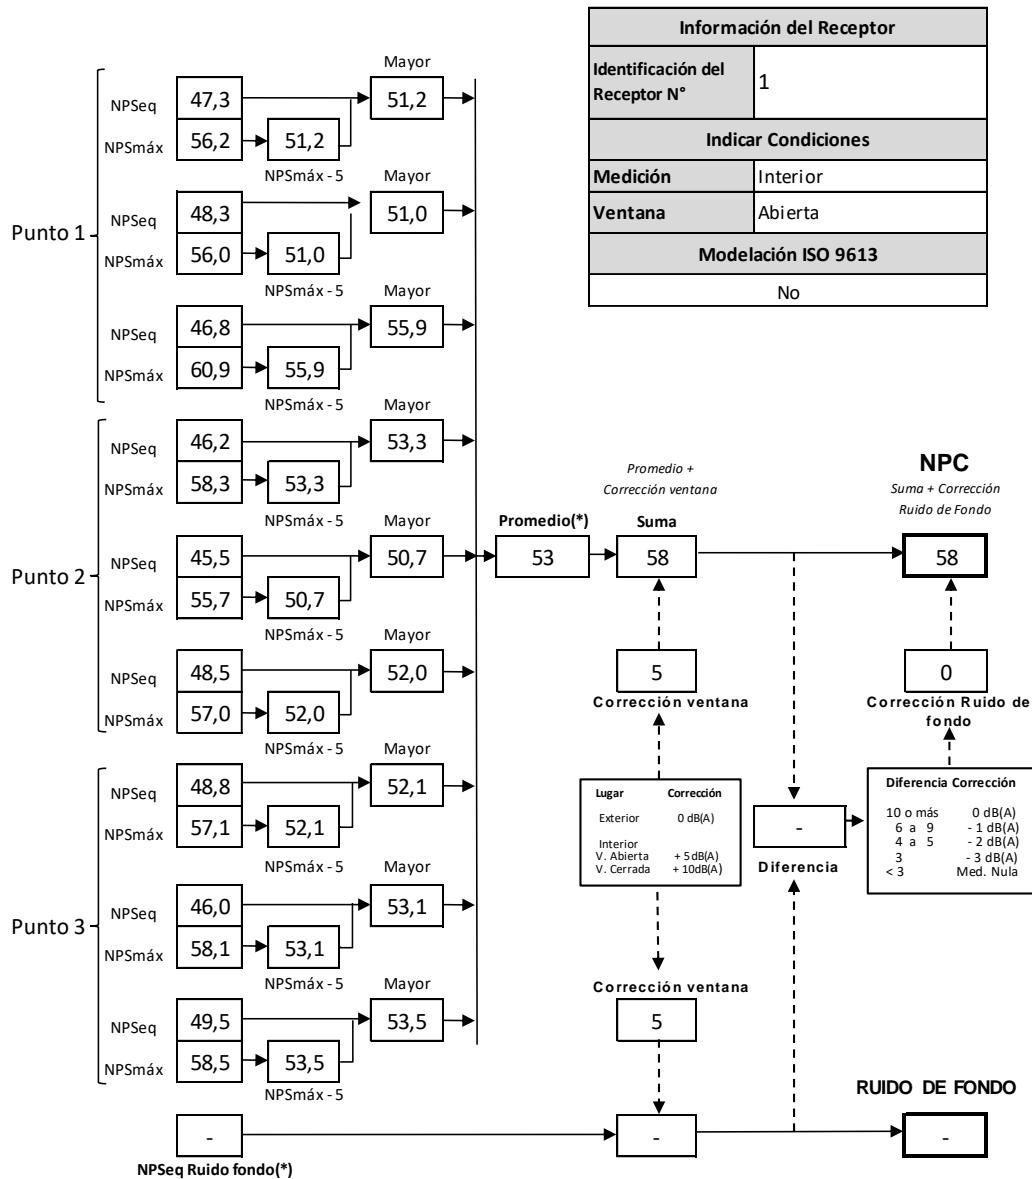 Información del Receptor
Identificación del Receptor N°
1
Indicar Condiciones
Medición
Interior
Ventana
Abierta
Modelación ISO 9613
No
Punto 1
NPSeq
47,3
Mayor
51,2
NPSmáx
56,2
51,2
NPSmáx - 5
NPSeq
48,3
Mayor
51,0
NPSmáx
56,0
51,0
NPSmáx - 5
NPSeq
46,8
Mayor
55,9
NPSmáx
60,9
55,9
NPSmáx - 5
Punto 2
NPSeq
46,2
Mayor
53,3
NPSmáx
58,3
53,3
NPSmáx - 5
NPSeq
45,5
Mayor
50,7
NPSmáx
55,7
50,7
NPSmáx - 5
NPSeq
48,5
Mayor
52,0
NPSmáx
57,0
52,0
NPSmáx - 5
Punto 3
NPSeq
48,8
Mayor
52,1
NPSmáx
57,1
52,1
NPSmáx - 5
NPSeq
46,0
Mayor
53,1
NPSmáx
58,1
53,1
NPSmáx - 5
NPSeq
49,5
Mayor
53,5
NPSmáx
58,5
53,5
NPSmáx - 5
Promedio(*)
53
Promedio +
Corrección ventana
Suma
58
NPC
Suma + Corrección
Ruido de Fondo
58
5
Corrección ventana
0
Corrección Ruido de
fondo
Lugar Corrección
Exterior 0 dB(A)
Interior
V. Abierta + 5dB(A)
V. Cerrada + 10dB(A)
-
Diferencia
Diferencia Corrección
10 o más 0 dB(A)
6 a 9 - 1 dB(A)
4 a 5 - 2 dB(A)
3 - 3 dB(A)
< 3 Med. Nula
Corrección ventana
5
RUIDO DE FONDO
-
-
-
NPSeq Ruido fondo(*)